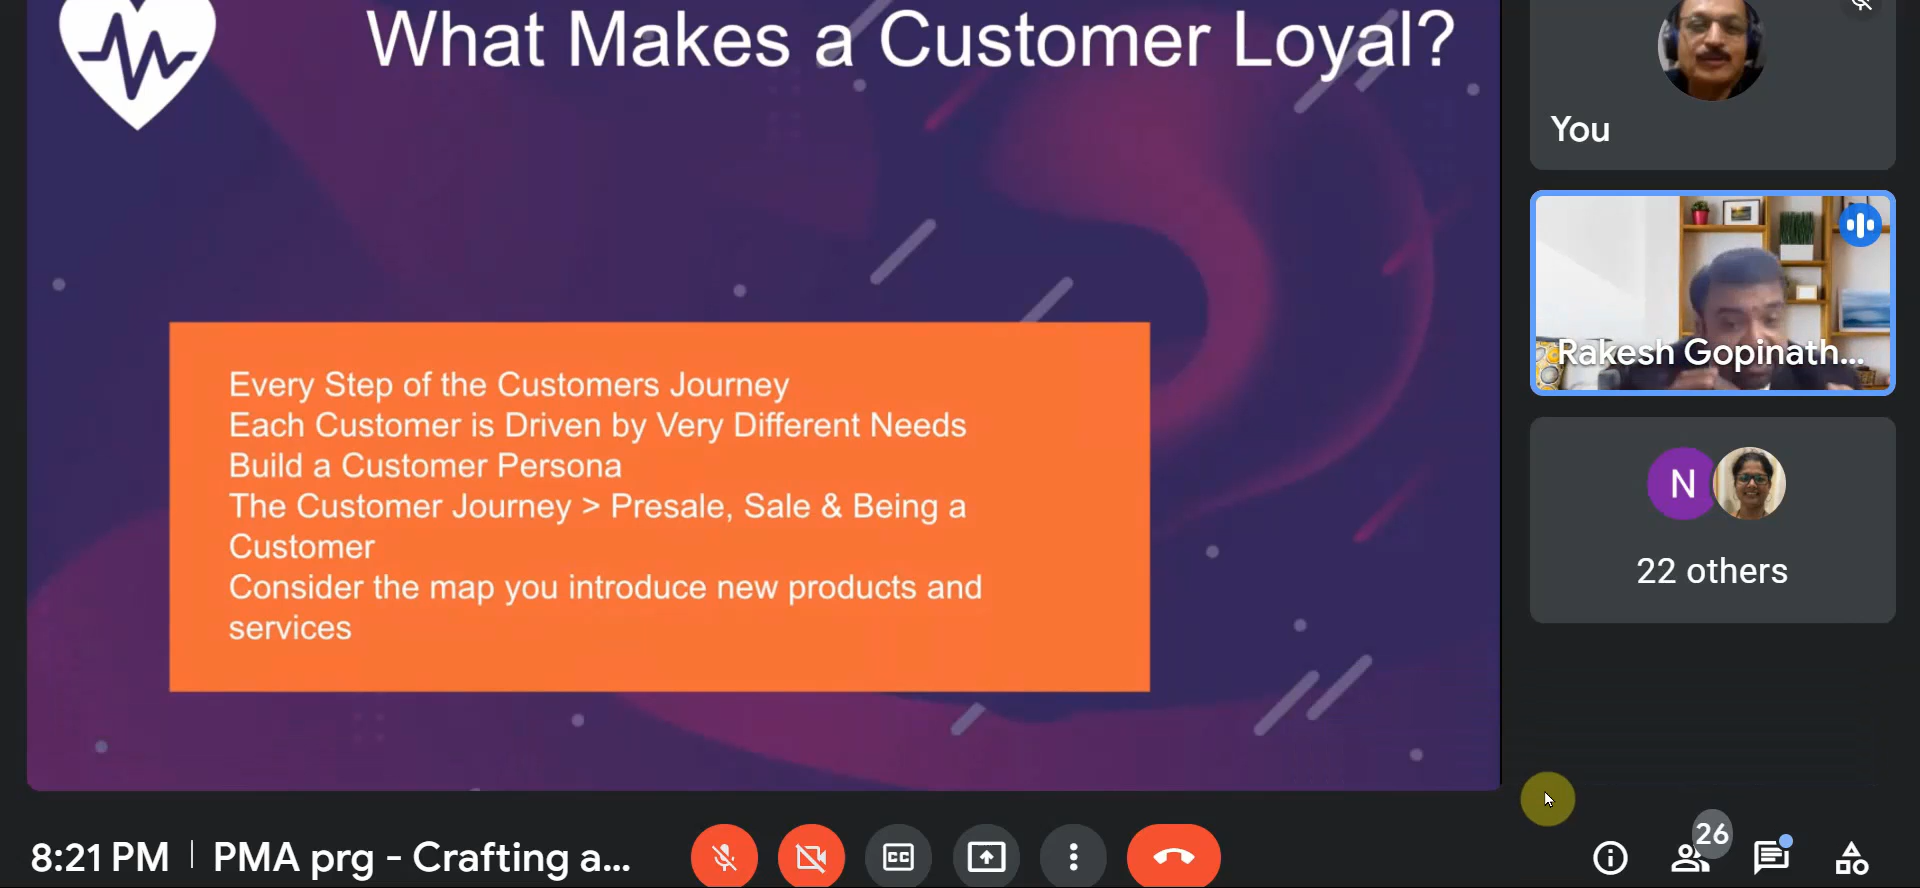 What Makes a Customer Loyal?
Every Step of the Customers Journey
Each Customer is Driven by Very Different Needs
Build a Customer Persona
The Customer Journey > Presale, Sale & Being a
Customer
Consider the map you introduce new products and
services
You
Rakesh Gopinath...
N
22 others
8:21 PM | PMA prg - Crafting a...
CC
26